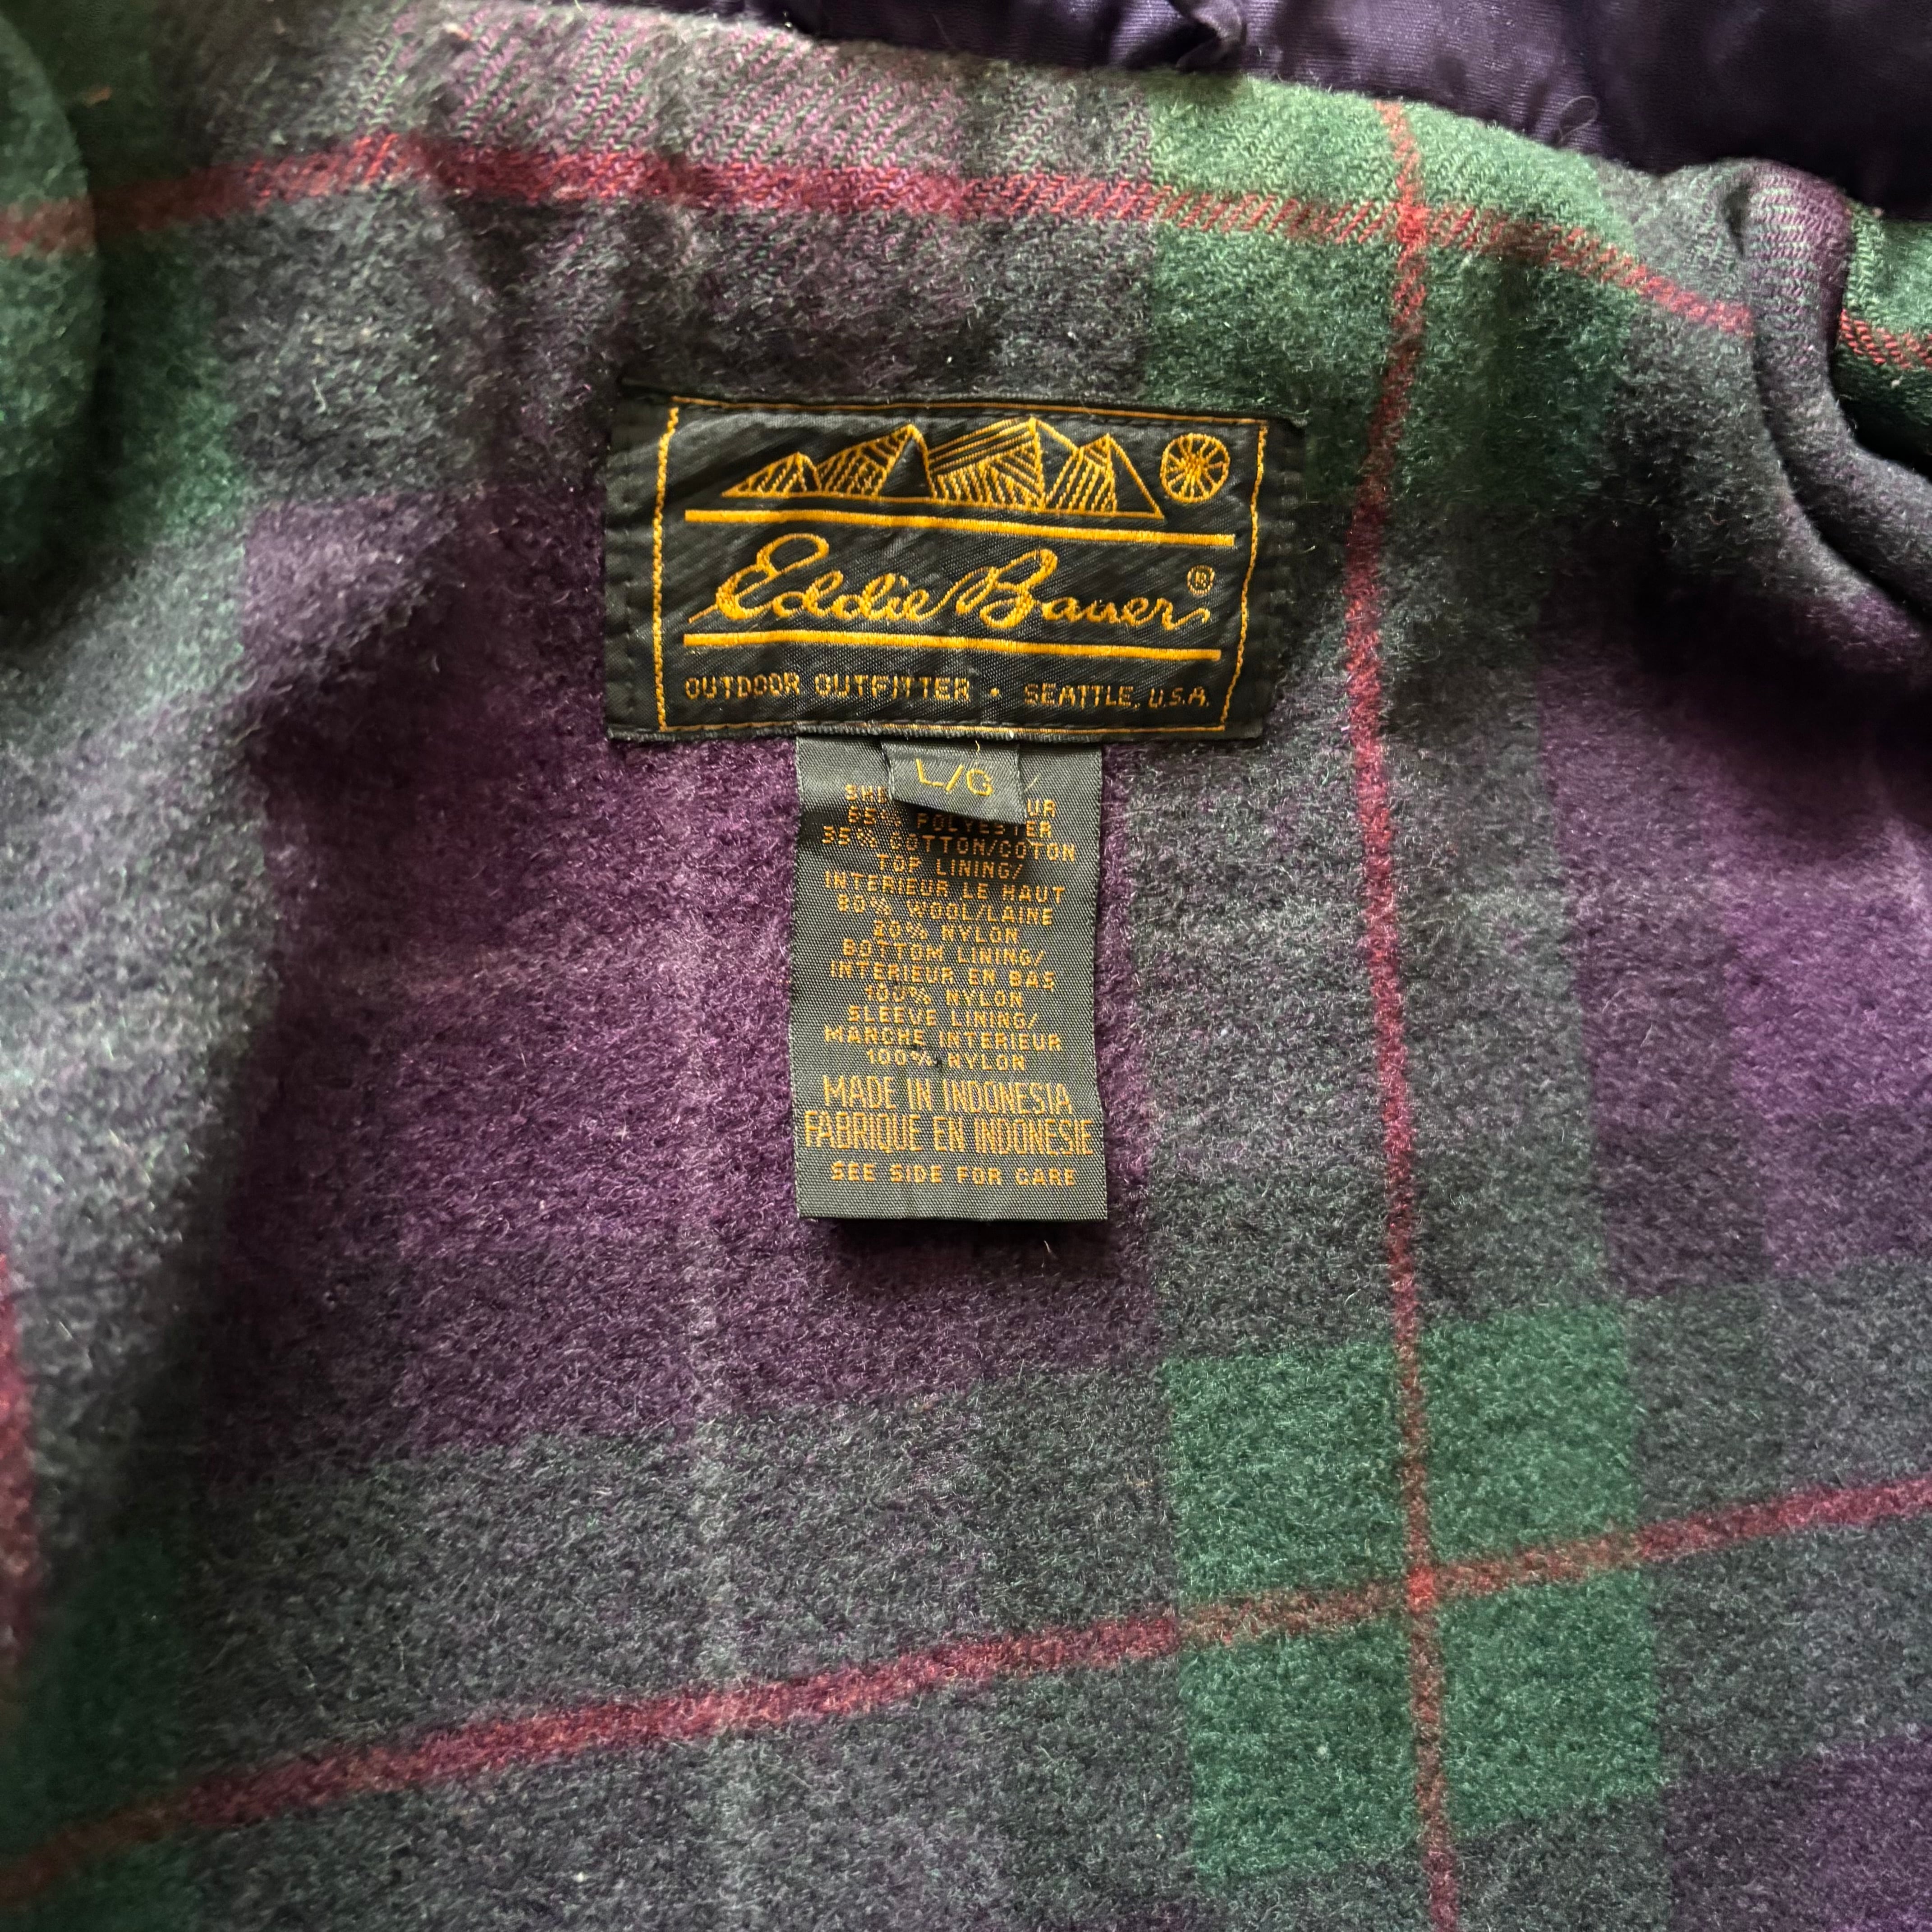 Eddie Bauer ®
OUTDOOR OUTFITTER • SEATTLE, U.S.A.
L/G
65% POLYESTER
35% COTTON/COTON
TOP LINING/
INTERIEUR LE HAUT
80% WOOL/LAINE
20% NYLON
BOTTOM LINING/
INTERIEUR EN BAS
100% NYLON
SLEEVE LINING/
MANCHE INTERIEUR
100% NYLON
MADE IN INDONESIA
FABRIQUE EN INDONESIE
SEE SIDE FOR CARE